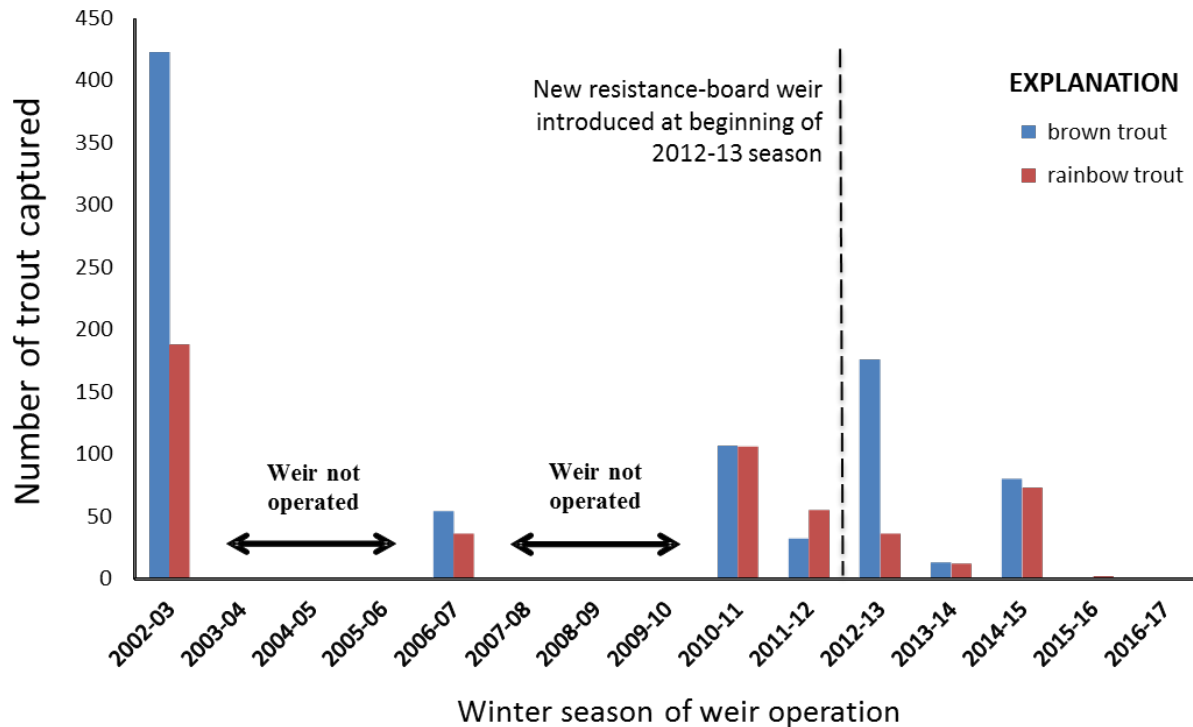 Number of trout captured
450
400
350
300
250
200
150
100
50
0
New resistance-board weir
introduced at beginning of
2012-13 season
EXPLANATION
brown trout
rainbow trout
Weir not
operated
Weir not
operated
2002-03
2003-04
2004-05
2005-06
2006-07
2007-08
2008-09
2009-10
2010-11
2011-12
2012-13
2013-14
2014-15
2015-16
2016-17
Winter season of weir operation